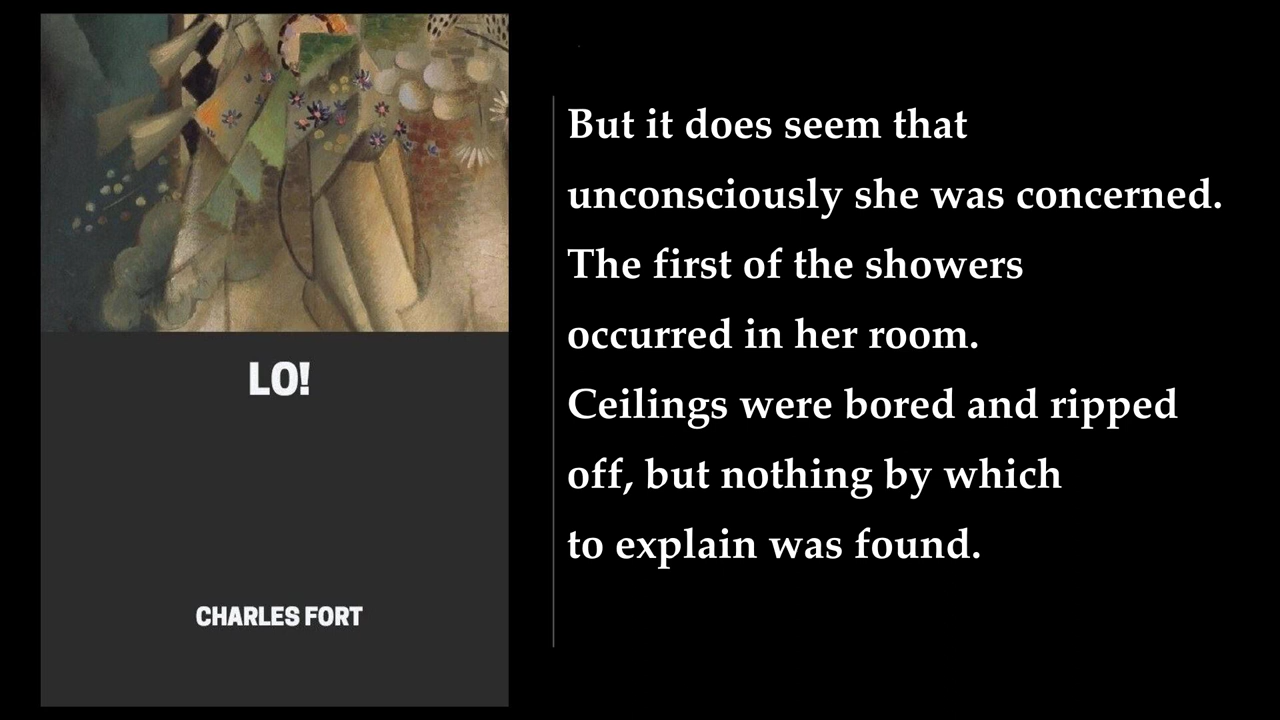 LO!
CHARLES FORT
But it does seem that
unconsciously she was concerned.
The first of the showers
occurred in her room.
Ceilings were bored and ripped
off, but nothing by which
to explain was found.